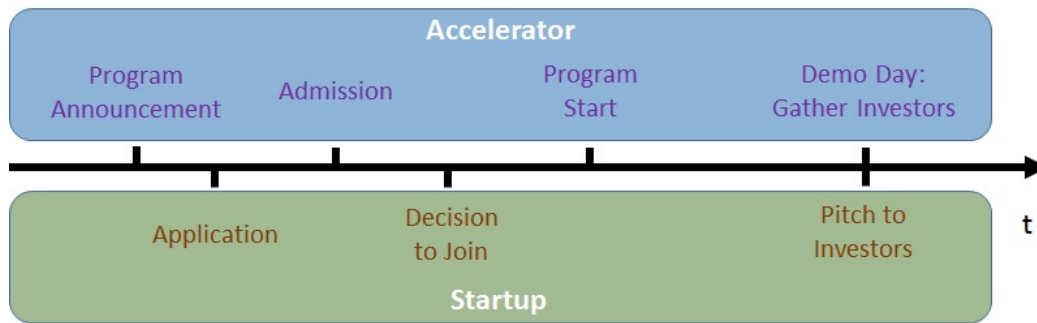 Accelerator
Program
Announcement
Admission
Program
Start
Demo Day:
Gather Investors
t
Application
Decision
to Join
Pitch to
Investors
Startup